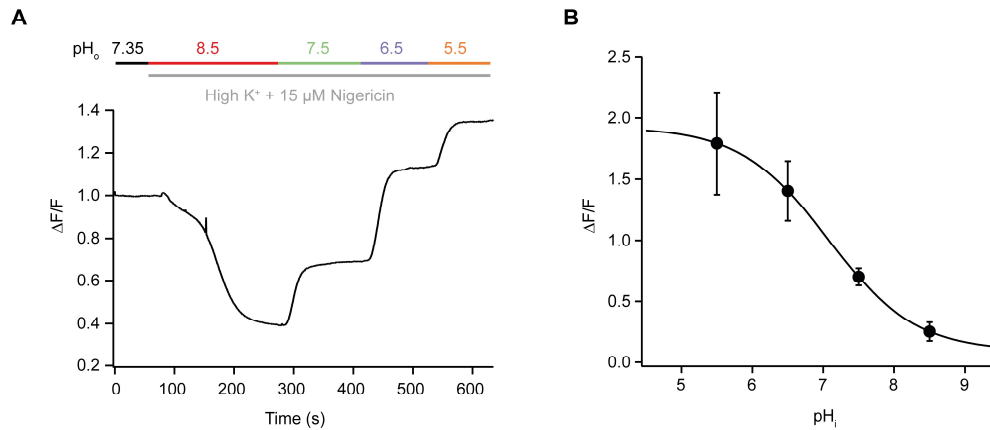 A
pHo 7.35 8.5 7.5 6.5 5.5
High K+ + 15 µM Nigericin
1.4
1.2
1.0
0.8
0.6
0.4
0.2
ΔF/F
0 100 200 300 400 500 600
Time (s)
B
2.5
2.0
1.5
1.0
0.5
0.0
ΔF/F
5 6 7 8 9
pHi